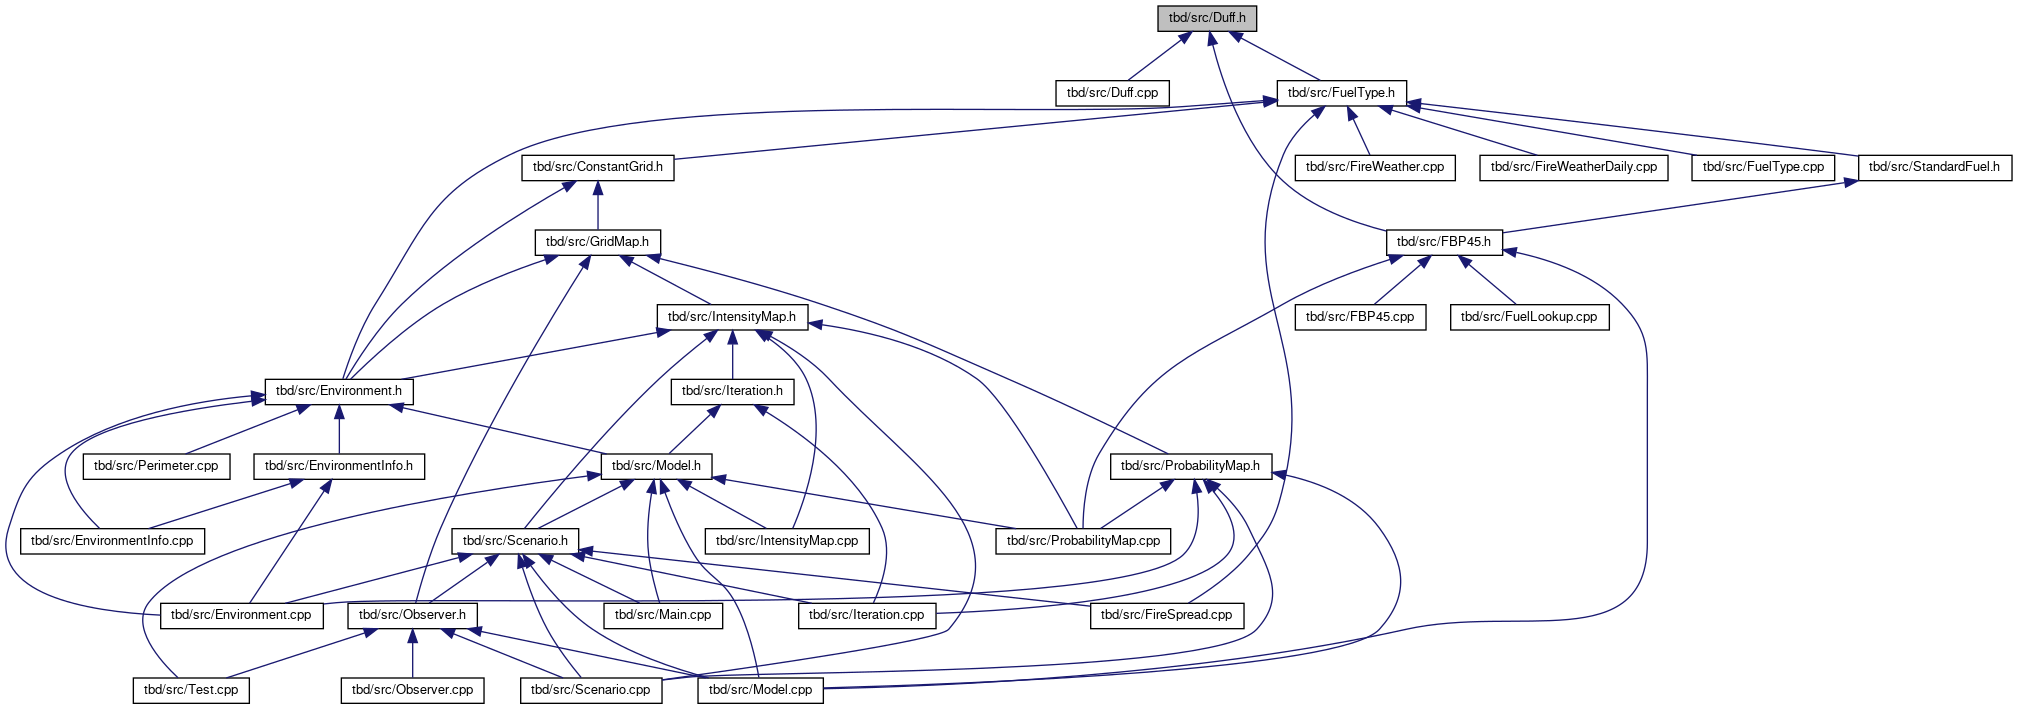 tbd/src/Duff.h
tbd/src/Duff.cpp
tbd/src/FuelType.h
tbd/src/ConstantGrid.h
tbd/src/FireWeather.cpp
tbd/src/FireWeatherDaily.cpp
tbd/src/FuelType.cpp
tbd/src/StandardFuel.h
tbd/src/GridMap.h
tbd/src/FBP45.h
tbd/src/IntensityMap.h
tbd/src/FBP45.cpp
tbd/src/FuelLookup.cpp
tbd/src/Environment.h
tbd/src/Iteration.h
tbd/src/Perimeter.cpp
tbd/src/EnvironmentInfo.h
tbd/src/Model.h
tbd/src/ProbabilityMap.h
tbd/src/EnvironmentInfo.cpp
tbd/src/Scenario.h
tbd/src/IntensityMap.cpp
tbd/src/ProbabilityMap.cpp
tbd/src/Environment.cpp
tbd/src/Observer.h
tbd/src/Main.cpp
tbd/src/Iteration.cpp
tbd/src/FireSpread.cpp
tbd/src/Test.cpp
tbd/src/Observer.cpp
tbd/src/Scenario.cpp
tbd/src/Model.cpp